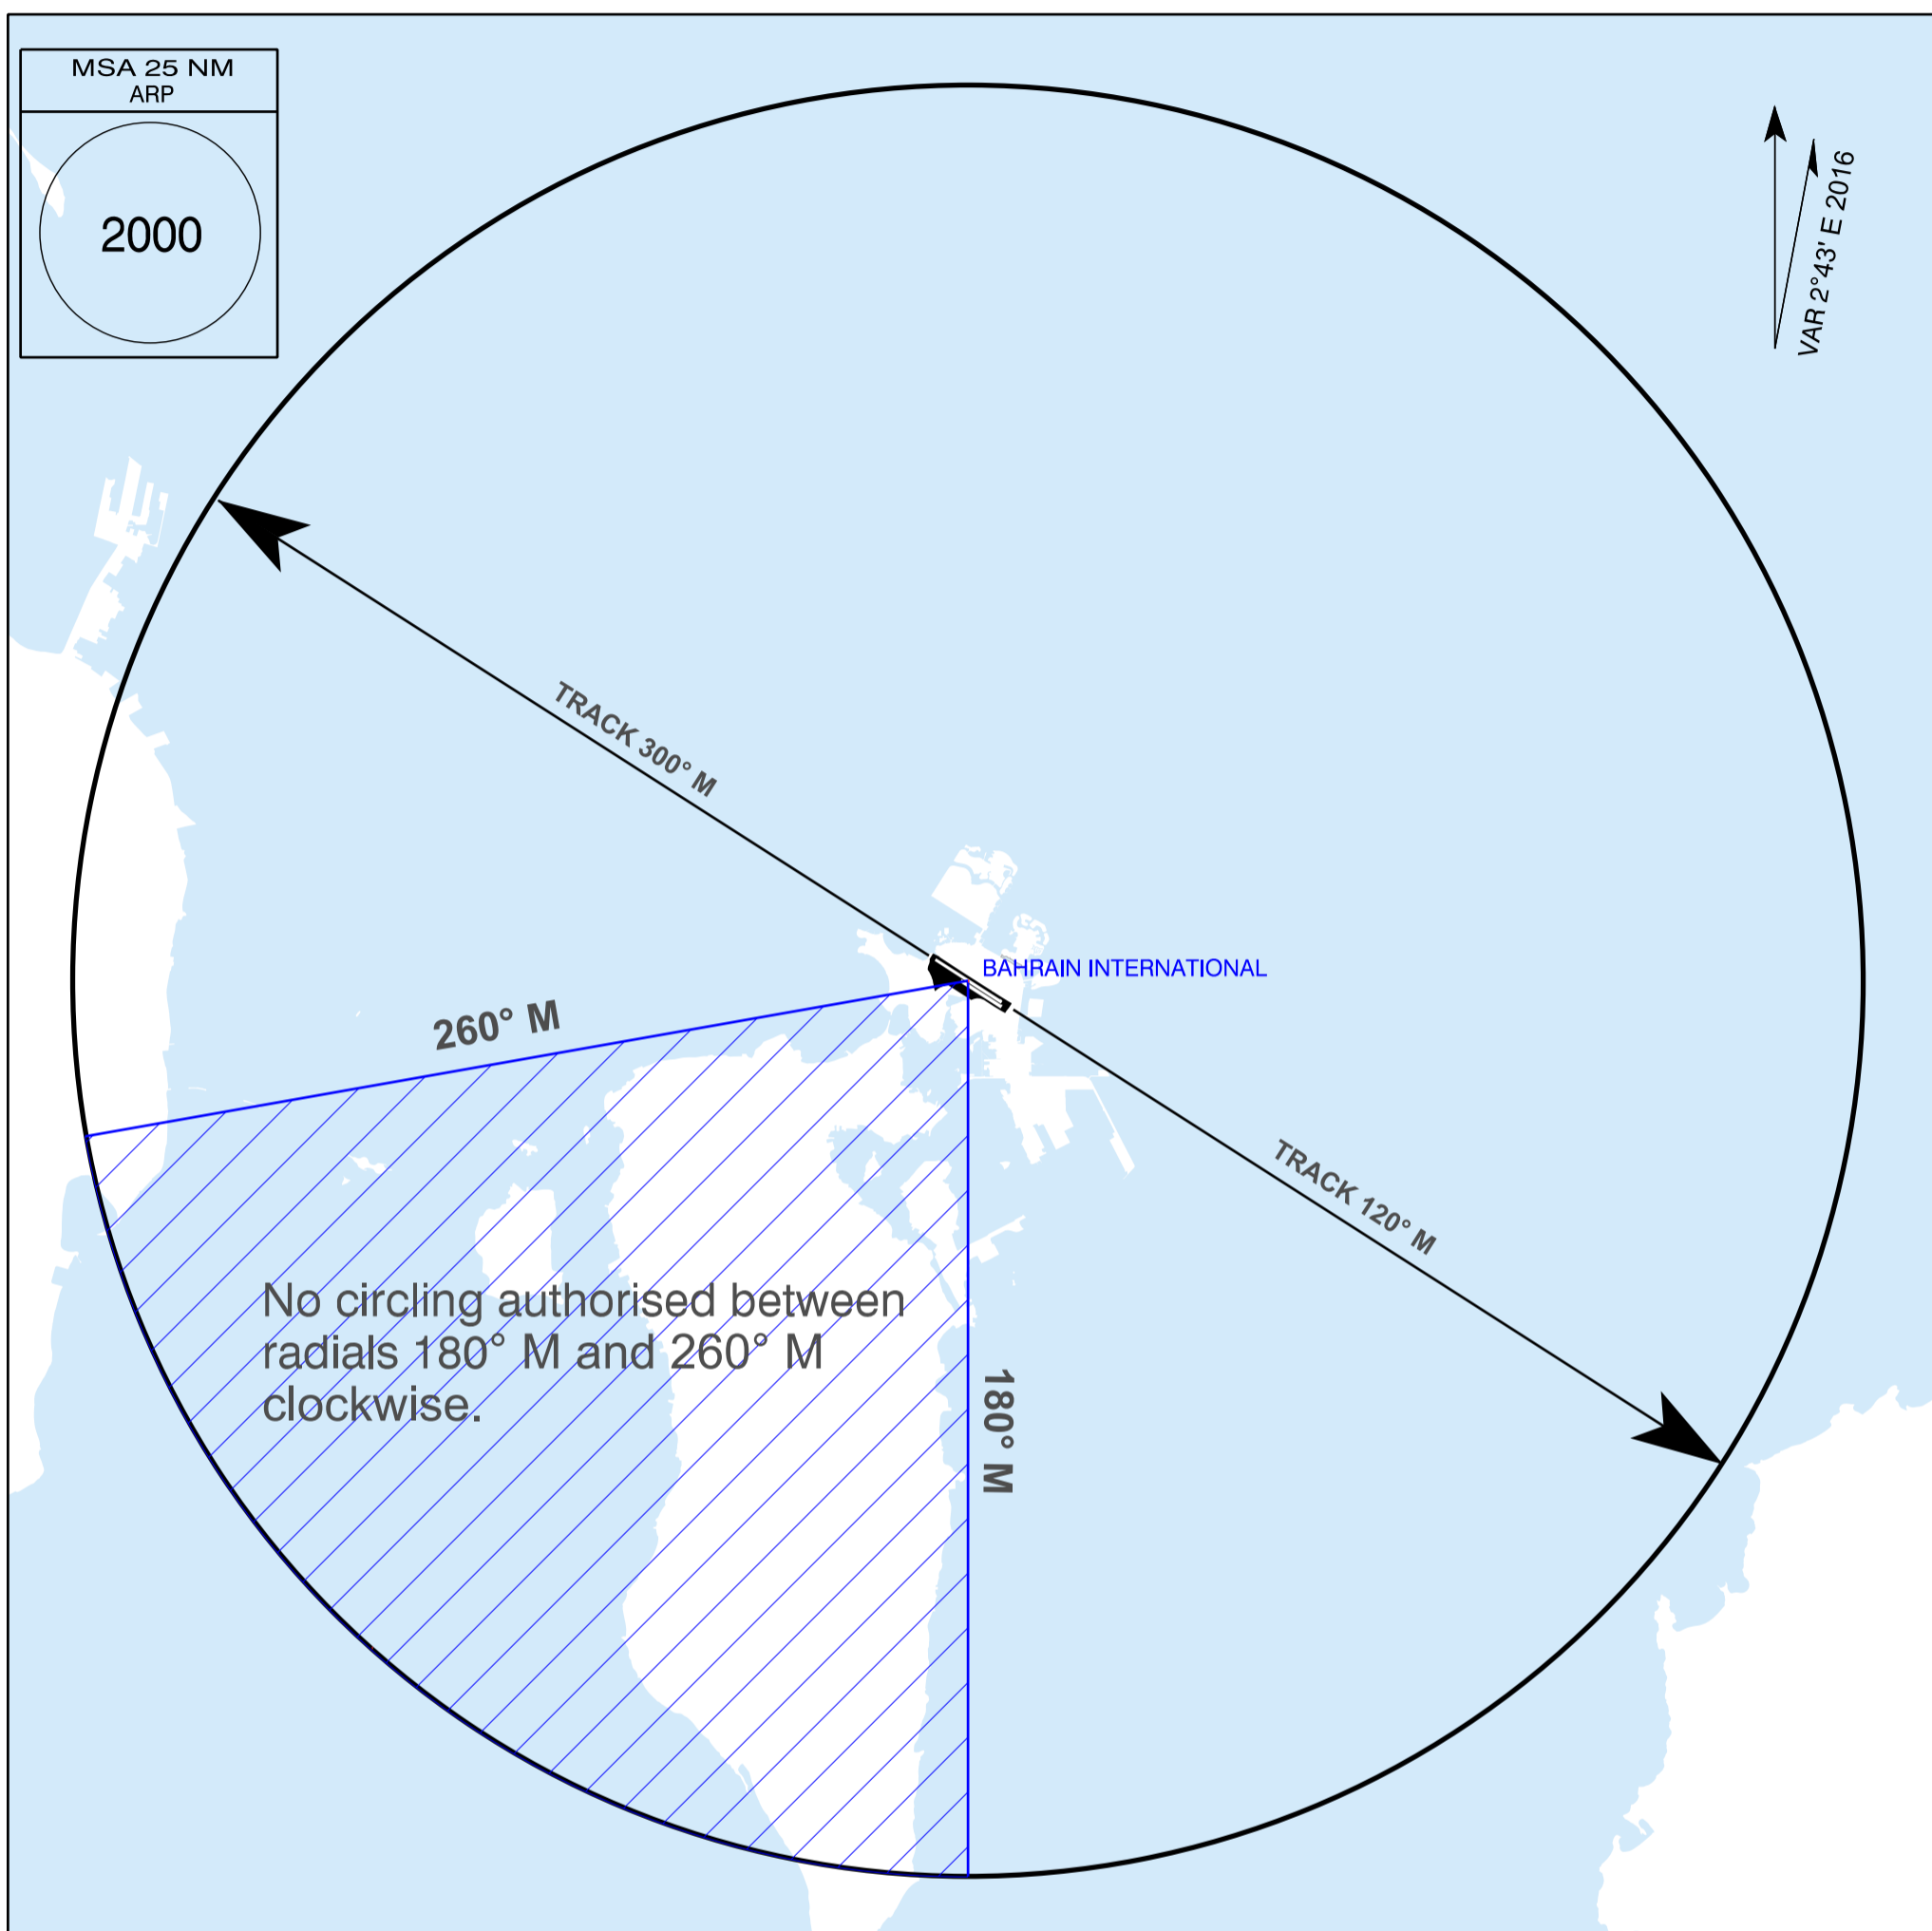 MSA 25 NM
ARP
2000
VAR 2°43' E 2016
TRACK 300° M
BAHRAIN INTERNATIONAL
260° M
TRACK 120° M
No circling authorised between
radials 180° M and 260° M
clockwise.
180° M